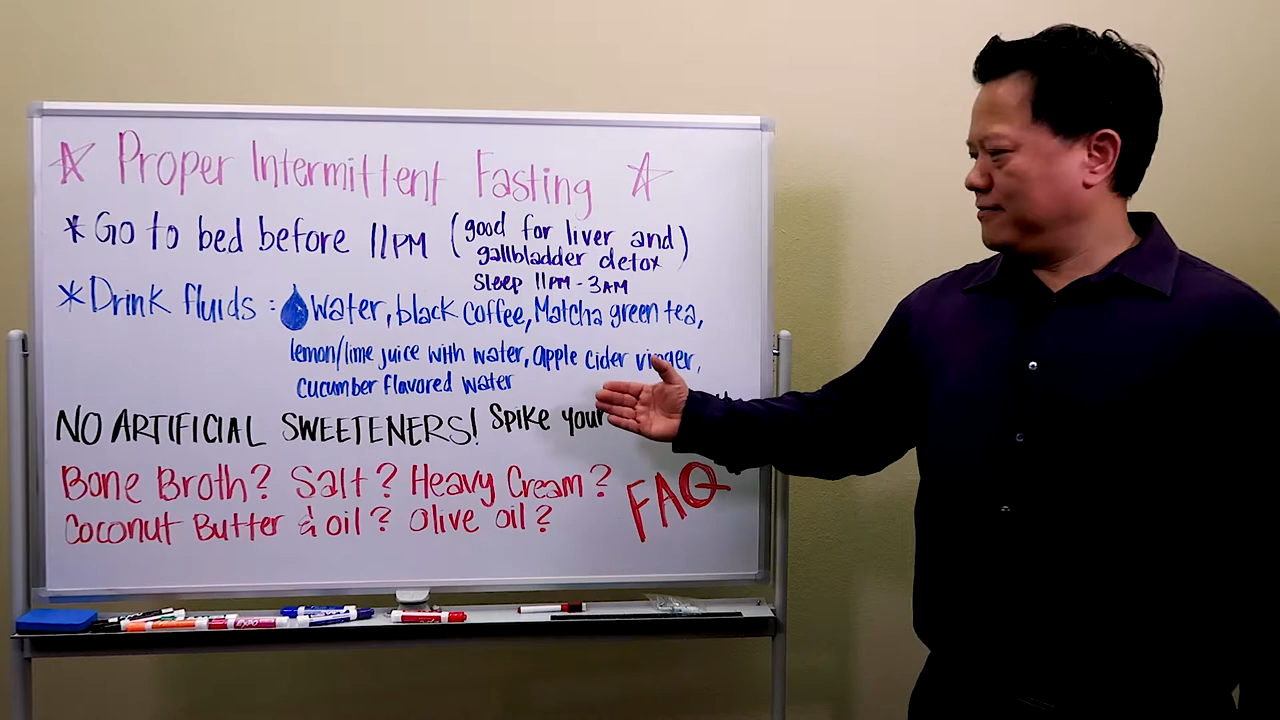 Proper Intermittent Fasting
* Go to bed before 11PM (good for liver and)
gallbladder detox
Sleep 11PM - 3AM
* Drink fluids : Water, black coffee, Matcha green tea,
lemon/lime juice with water, apple cider
cucumber flavored water
NO ARTIFICIAL SWEETENERS! Spike your
Bone Broth? Salt? Heavy Cream?
Coconut Butter & oil? Olive oil?
FAQ
EXPO